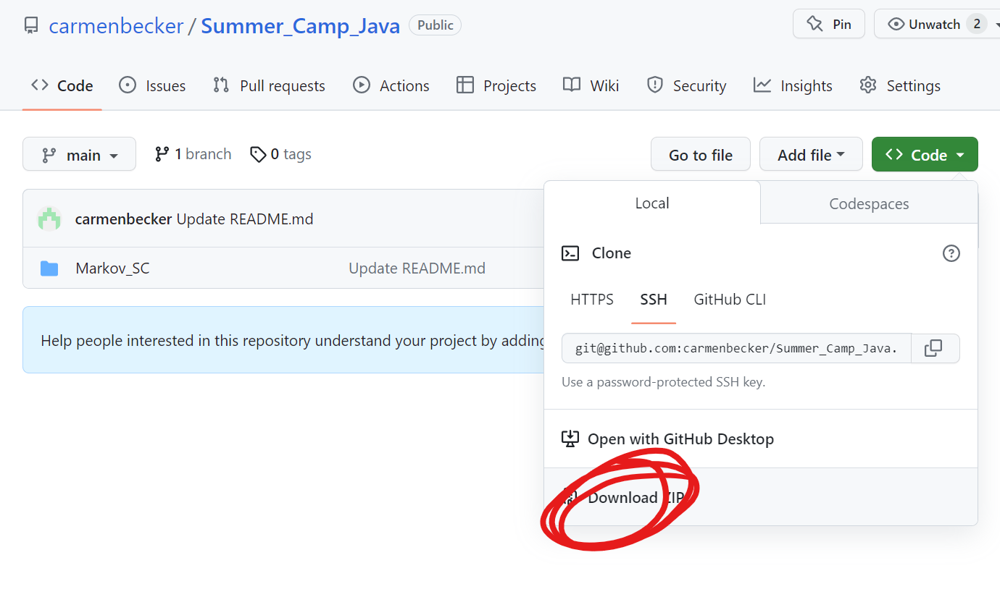 carmenbecker / Summer_Camp_Java Public Pin Unwatch 2
Code Issues Pull requests Actions Projects Wiki Security Insights Settings
main 1 branch 0 tags Go to file Add file Code
Local Codespaces
carmenbecker Update README.md
Clone
Markov_SC Update README.md
HTTPS SSH GitHub CLI
Help people interested in this repository understand your project by adding
git@github.com:carmenbecker/Summer_Camp_Java.
Use a password-protected SSH key.
Open with GitHub Desktop
Download ZIP